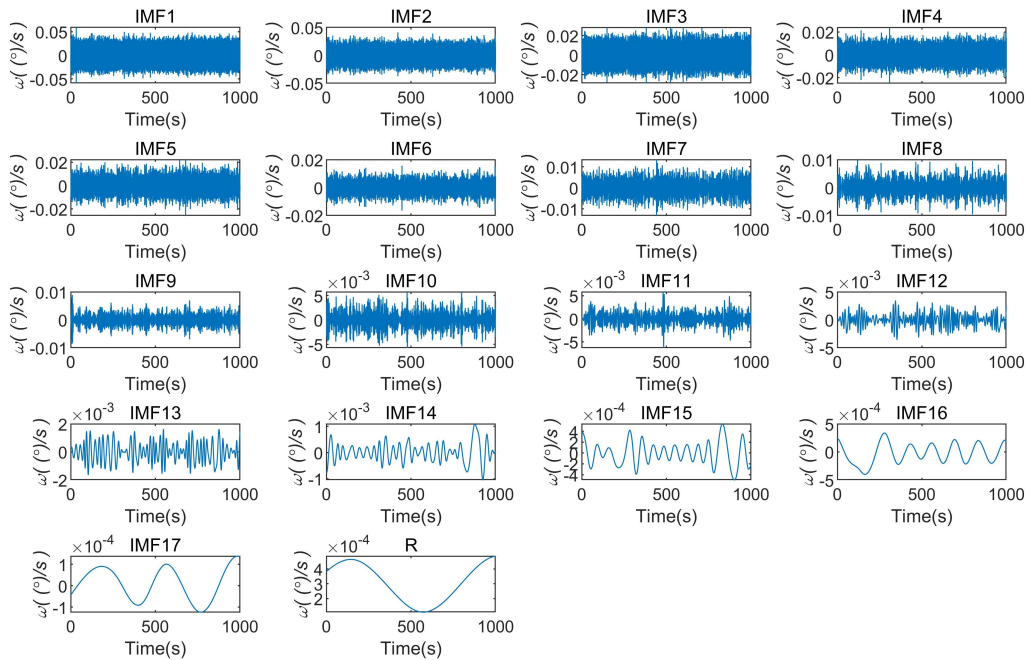 IMF1 IMF2 IMF3 IMF4
ω( (°)/s ) 0.05 0 -0.05 ω( (°)/s ) 0.05 0 -0.05 ω( (°)/s ) 0.02 0 -0.02 ω( (°)/s ) 0.02 0 -0.02
0 500 1000 0 500 1000 0 500 1000 0 500 1000
Time(s) Time(s) Time(s) Time(s)
IMF5 IMF6 IMF7 IMF8
ω( (°)/s ) 0.02 0 -0.02 ω( (°)/s ) 0.02 0 -0.02 ω( (°)/s ) 0.01 0 -0.01 ω( (°)/s ) 0.01 0 -0.01
0 500 1000 0 500 1000 0 500 1000 0 500 1000
Time(s) Time(s) Time(s) Time(s)
IMF9 ×10⁻³ IMF10 ×10⁻³ IMF11 ×10⁻³ IMF12
ω( (°)/s ) 0.01 0 -0.01 ω( (°)/s ) 5 0 -5 ω( (°)/s ) 5 0 -5 ω( (°)/s ) 5 0 -5
0 500 1000 0 500 1000 0 500 1000 0 500 1000
Time(s) Time(s) Time(s) Time(s)
×10⁻³ IMF13 ×10⁻³ IMF14 ×10⁻⁴ IMF15 ×10⁻⁴ IMF16
ω( (°)/s ) 2 0 -2 ω( (°)/s ) 1 0 -1 ω( (°)/s ) 4 2 0 -2 -4 ω( (°)/s ) 5 0 -5
0 500 1000 0 500 1000 0 500 1000 0 500 1000
Time(s) Time(s) Time(s) Time(s)
×10⁻⁴ IMF17 ×10⁻⁴ R
ω( (°)/s ) 1 0 -1 ω( (°)/s ) 4 3 2
0 500 1000 0 500 1000
Time(s) Time(s)